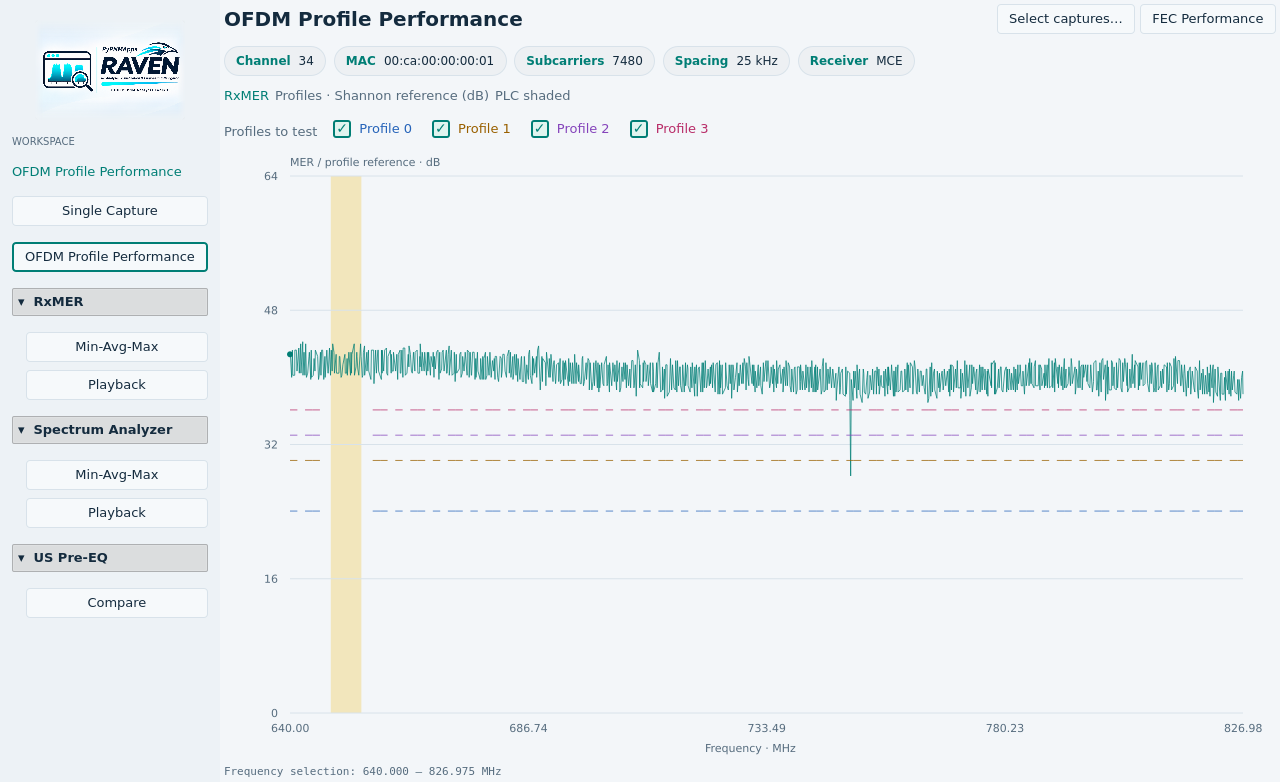 PyPNMApps
RAVEN
WORKSPACE
OFDM Profile Performance
Single Capture
OFDM Profile Performance
▾ RxMER
Min-Avg-Max
Playback
▾ Spectrum Analyzer
Min-Avg-Max
Playback
▾ US Pre-EQ
Compare
OFDM Profile Performance
Select captures...
FEC Performance
Channel 34
MAC 00:ca:00:00:00:01
Subcarriers 7480
Spacing 25 kHz
Receiver MCE
RxMER Profiles · Shannon reference (dB) PLC shaded
Profiles to test
✓ Profile 0
✓ Profile 1
✓ Profile 2
✓ Profile 3
MER / profile reference · dB
64
48
32
16
0
640.00
686.74
733.49
780.23
826.98
Frequency · MHz
Frequency selection: 640.000 – 826.975 MHz